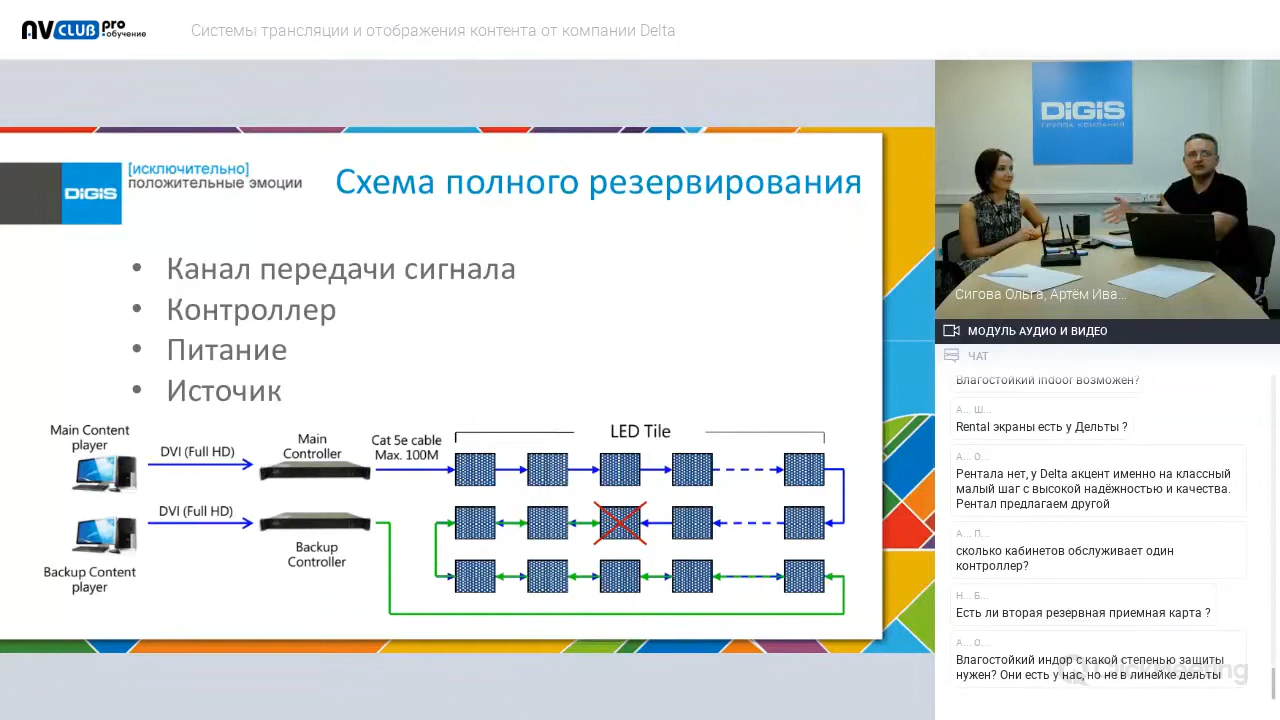 AVCLUBpro
•обучение
Системы трансляции и отображения контента от компании Delta
DiGiS
[исключительно]
положительные эмоции
Схема полного резервирования
• Канал передачи сигнала
• Контроллер
• Питание
• Источик
Main Content
player
DVI (Full HD)
Main
Controller
Cat 5e cable
Max. 100M
LED Tile
DVI (Full HD)
Backup
Controller
Backup Content
player
DiGiS
ГРУППА КОМПАНИЙ
Сигова Ольга, Артём Ива...
МОДУЛЬ АУДИО И ВИДЕО
ЧАТ
Влагостойкий indoor возможен?
А... Ш...
Rental экраны есть у Дельты ?
А... О...
Рентала нет, у Delta акцент именно на классный
малый шаг с высокой надёжностью и качества.
Рентал предлагаем другой
А... П...
сколько кабинетов обслуживает один
контроллер?
Н... Б...
Есть ли вторая резервная приемная карта ?
А... О...
Влагостойкий индор с какой степенью защиты
нужен? Они есть у нас, но не в линейке дельты